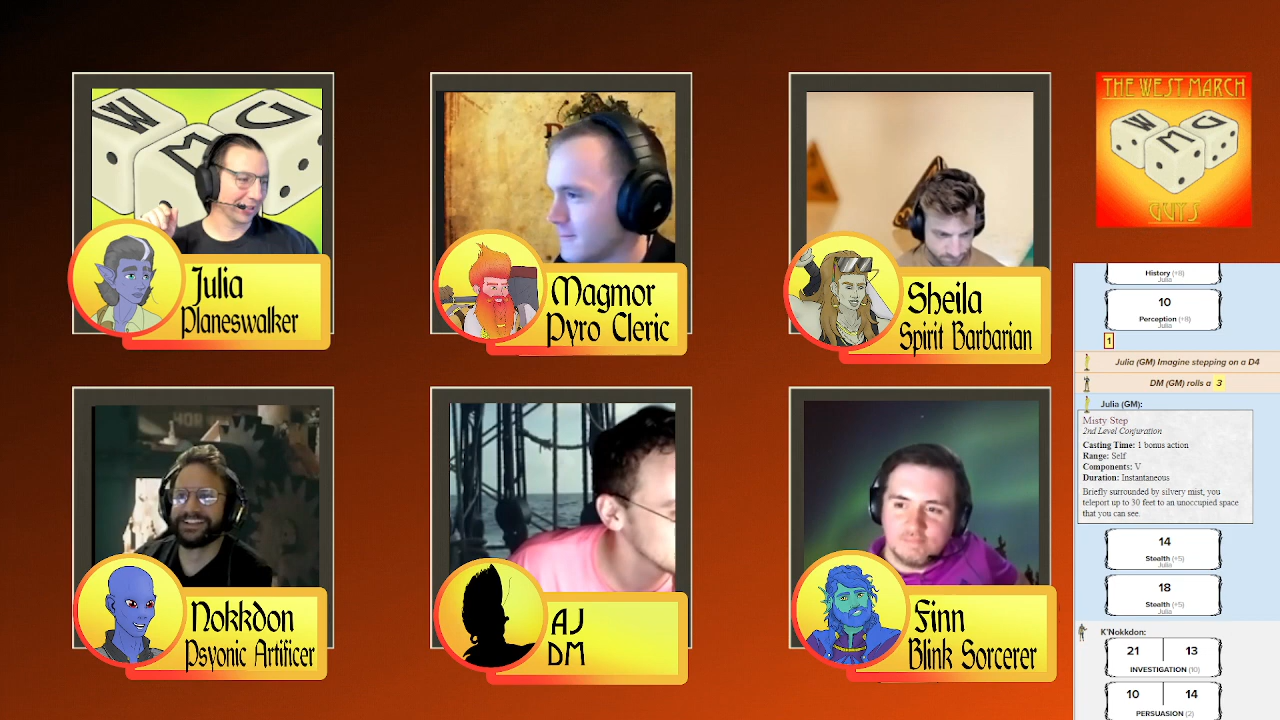 W
M
G
Julia
Planeswalker
Magmor
Pyro Cleric
Sheila
Spirit Barbarian
THE WEST MARCH
W
M
G
GUYS
Nokkdon
Psyonic Artificer
AJ
DM
Finn
Blink Sorcerer
History (+8)
Julia
10
Perception (+8)
Julia
1
Julia (GM) Imagine stepping on a D4
DM (GM) rolls a 3
Julia (GM):
Misty Step
2nd Level Conjuration
Casting Time: 1 bonus action
Range: Self
Components: V
Duration: Instantaneous
Briefly surrounded by silvery mist, you
teleport up to 30 feet to an unoccupied space
that you can see.
14
Stealth (+5)
Julia
18
Stealth (+5)
Julia
K'Nokkdon:
21 13
INVESTIGATION (10)
10 14
PERSUASION (2)